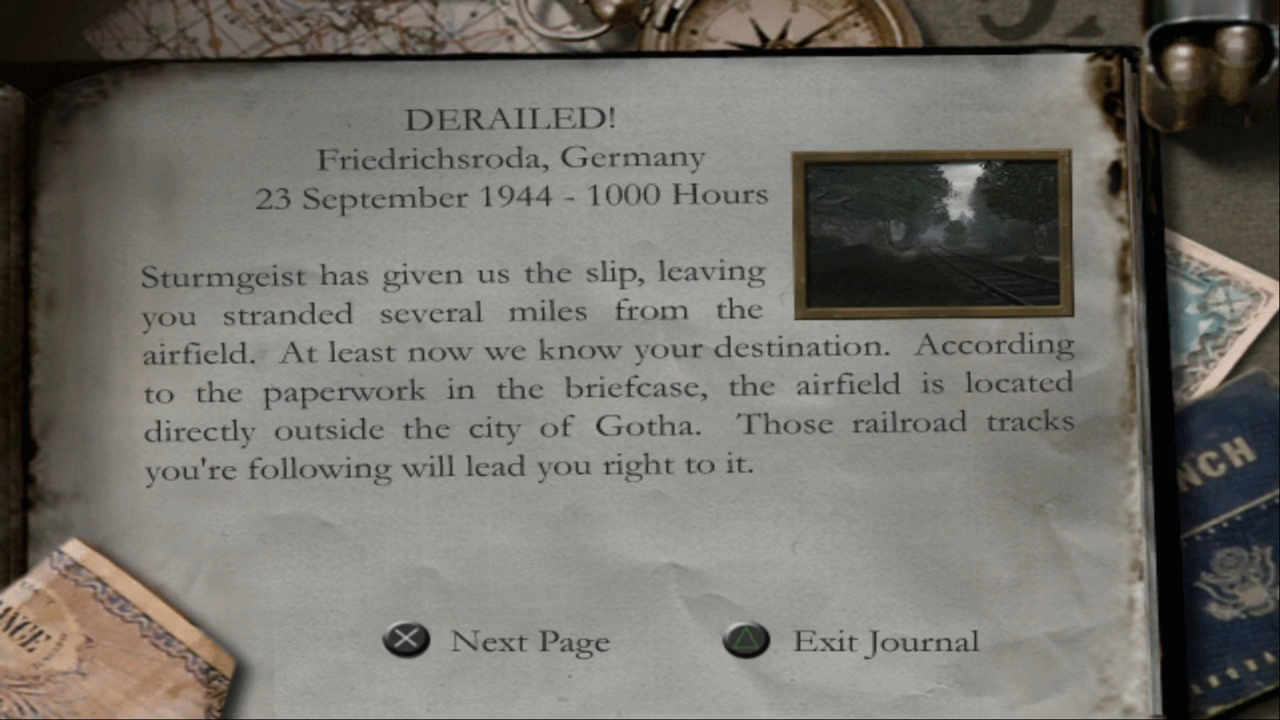 DERAILED!
Friedrichsroda, Germany
23 September 1944 - 1000 Hours
Sturmgeist has given us the slip, leaving
you stranded several miles from the
airfield. At least now we know your destination. According
to the paperwork in the briefcase, the airfield is located
directly outside the city of Gotha. Those railroad tracks
you're following will lead you right to it.
NCH
Next Page
Exit Journal